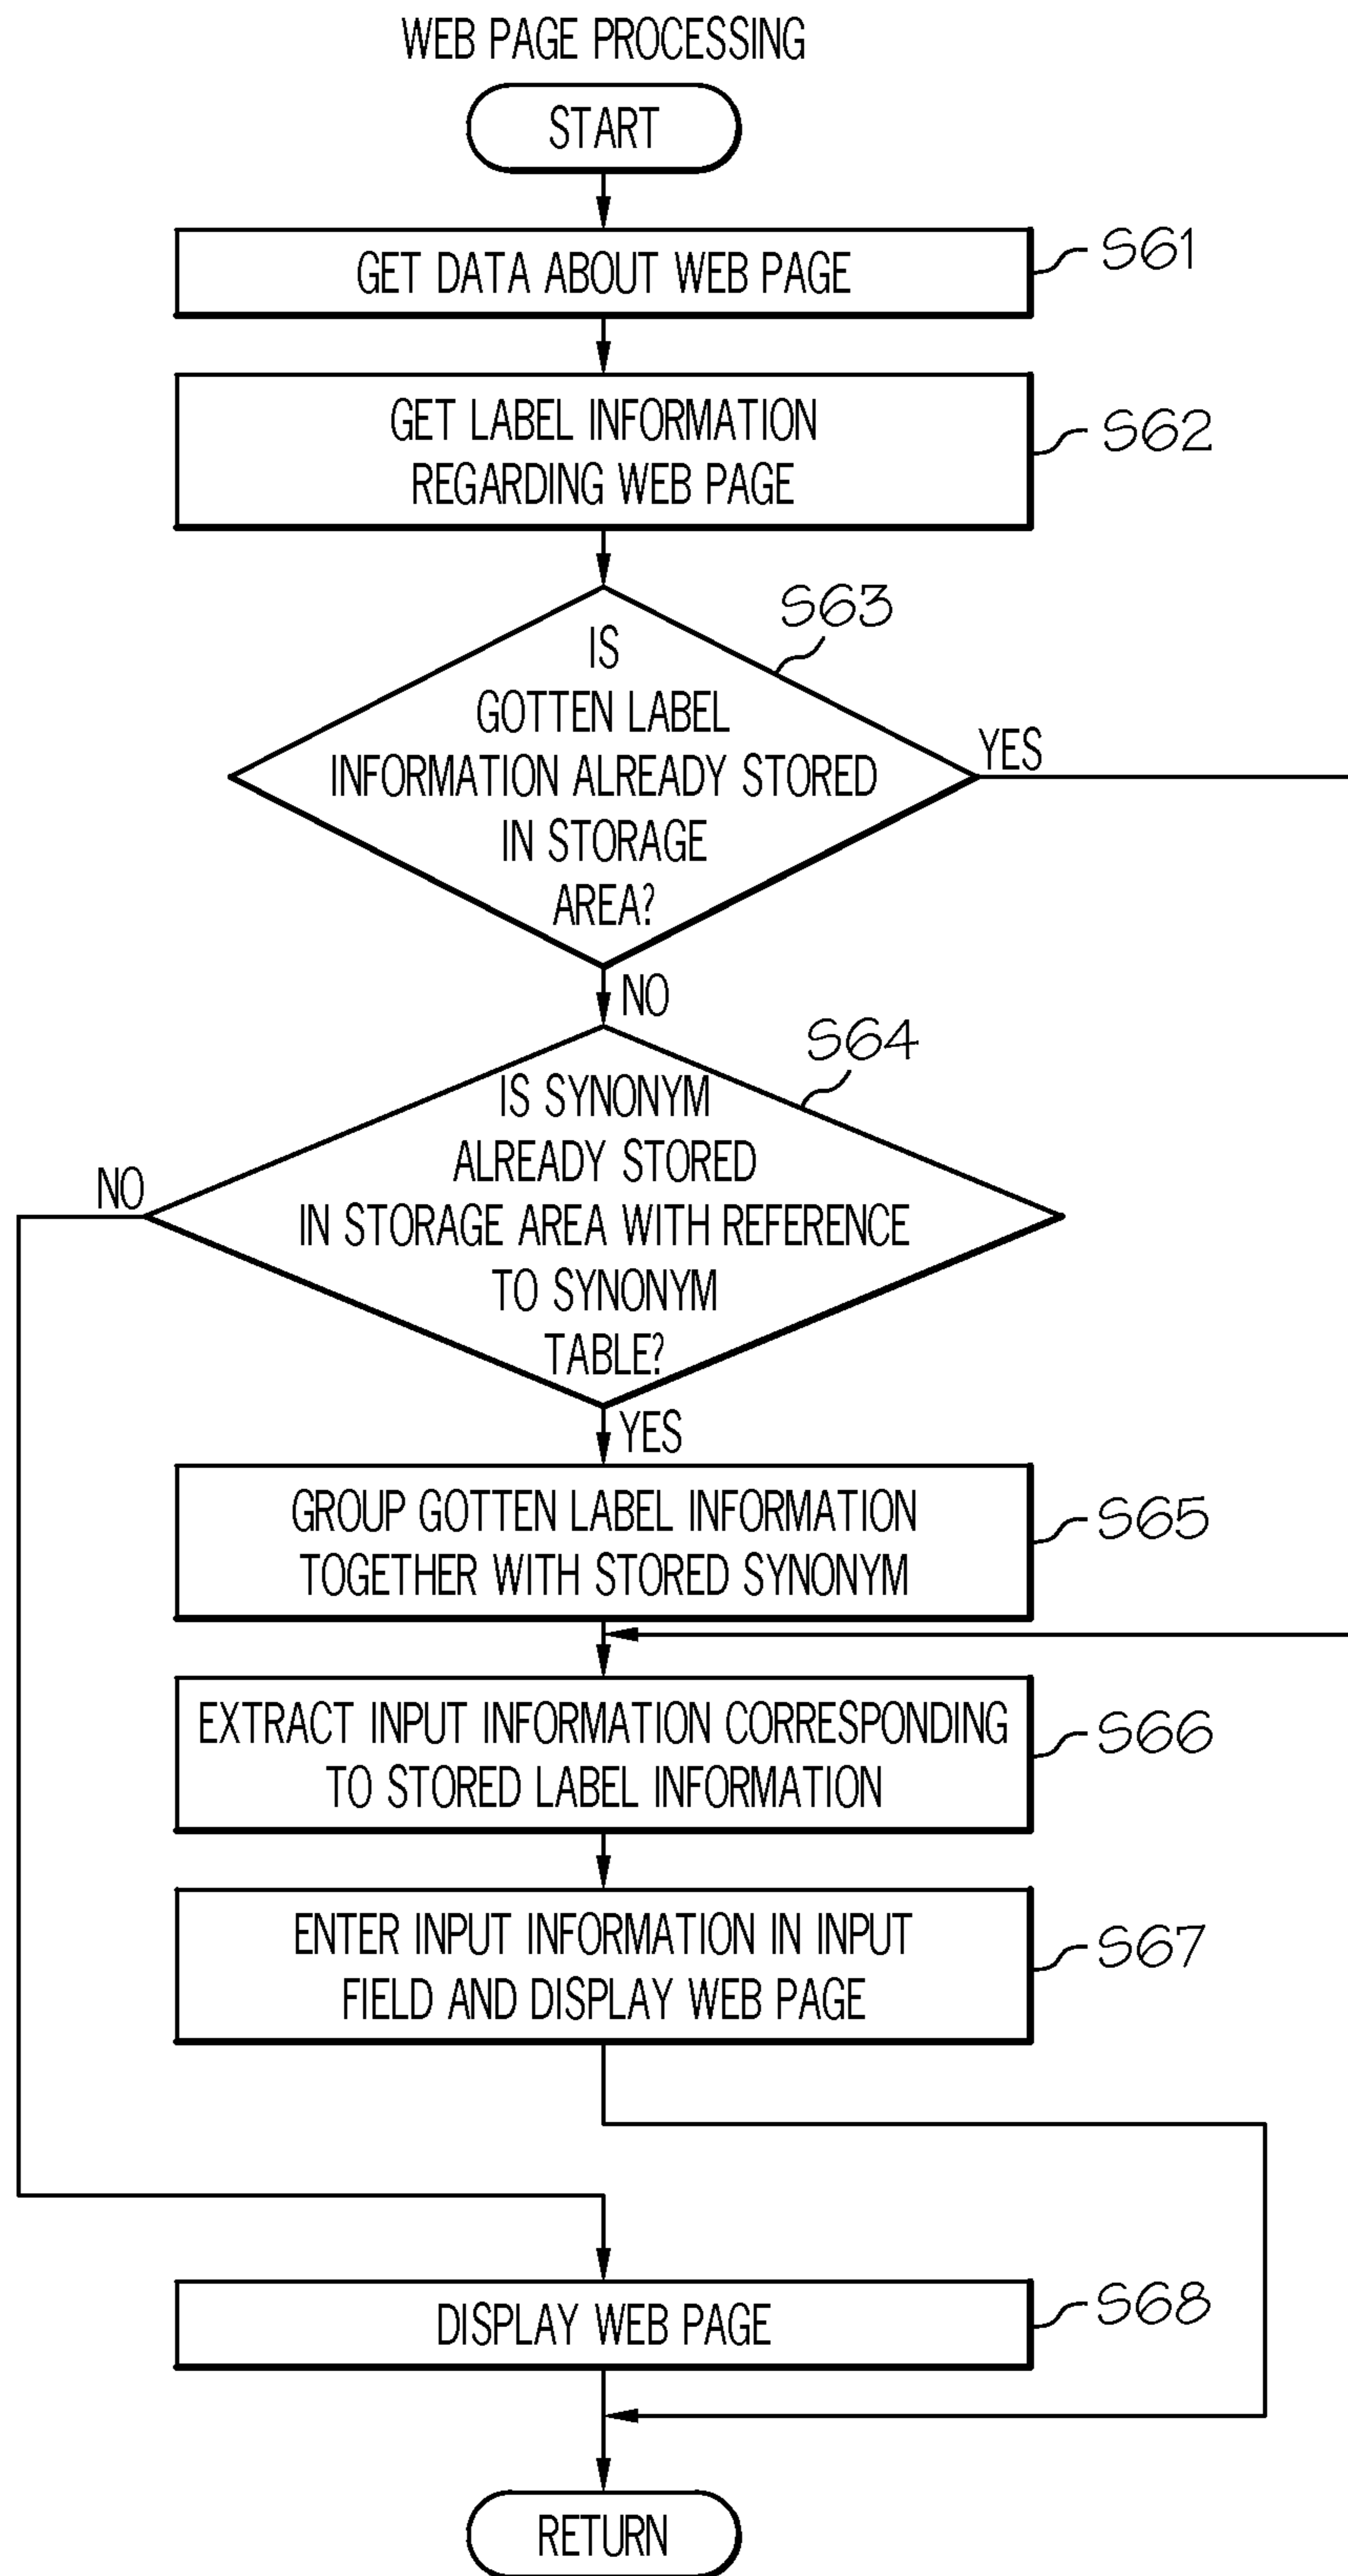 WEB PAGE PROCESSING
START
GET DATA ABOUT WEB PAGE
S61
GET LABEL INFORMATION
REGARDING WEB PAGE
S62
S63
IS
GOTTEN LABEL
INFORMATION ALREADY STORED
IN STORAGE
AREA?
YES
NO
S64
IS SYNONYM
ALREADY STORED
IN STORAGE AREA WITH REFERENCE
TO SYNONYM
TABLE?
NO
YES
GROUP GOTTEN LABEL INFORMATION
TOGETHER WITH STORED SYNONYM
S65
EXTRACT INPUT INFORMATION CORRESPONDING
TO STORED LABEL INFORMATION
S66
ENTER INPUT INFORMATION IN INPUT
FIELD AND DISPLAY WEB PAGE
S67
DISPLAY WEB PAGE
S68
RETURN